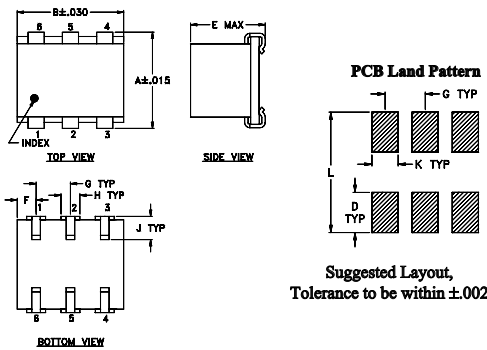 B±.030
6 5 4
A±.015
INDEX
1 2 3
TOP VIEW
E MAX
SIDE VIEW
PCB Land Pattern
G TYP
K TYP
L
D
TYP
Suggested Layout,
Tolerance to be within ±.002
G TYP
H TYP
F
1 2 3
J TYP
6 5 4
BOTTOM VIEW